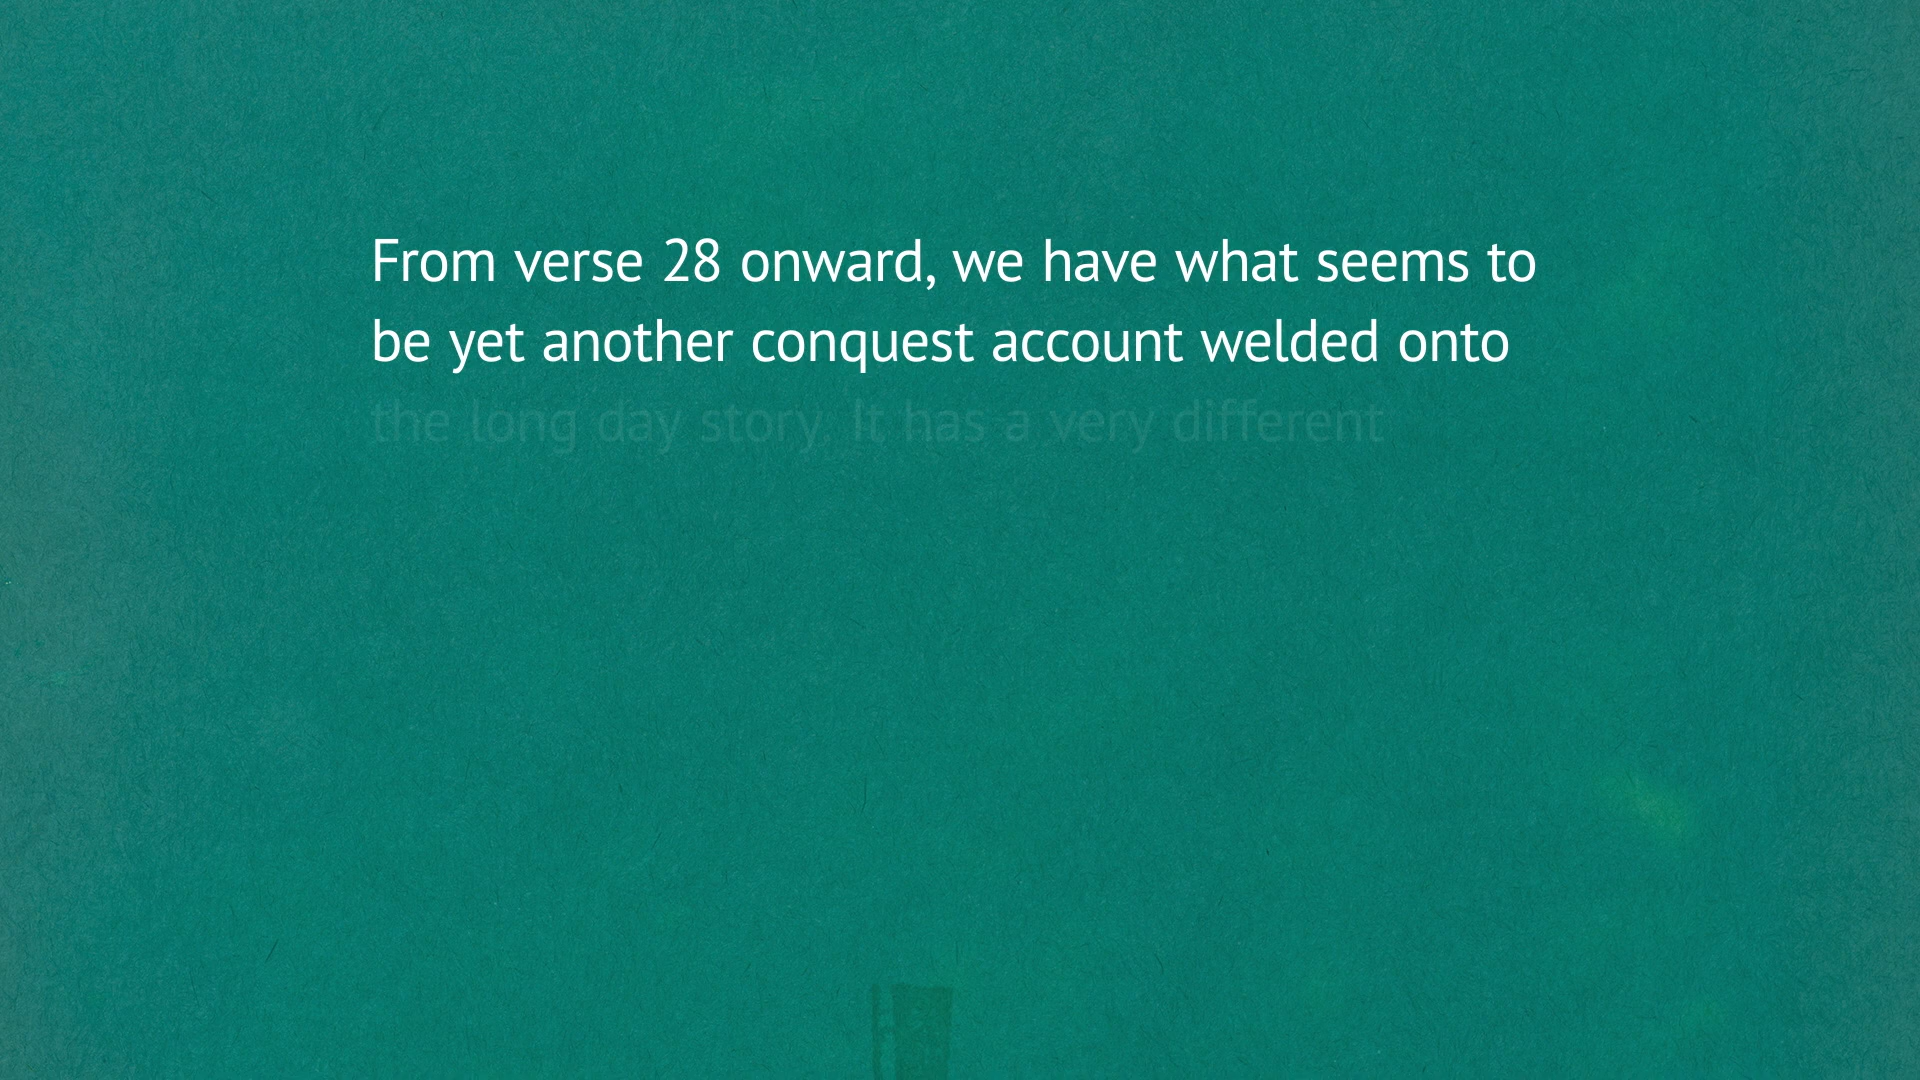 From verse 28 onward, we have what seems to
be yet another conquest account welded onto
the long day story. It has a very different